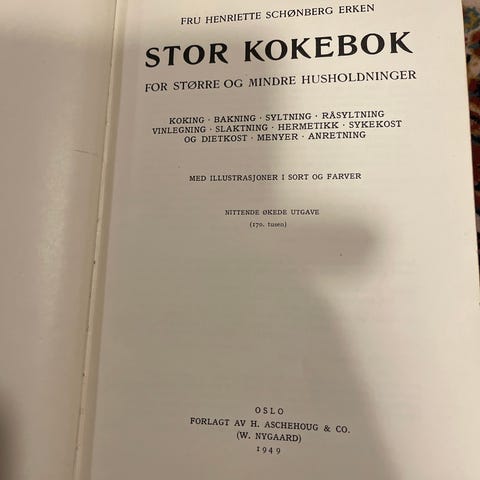 FRU HENRIETTE SCHØNBERG ERKEN
STOR KOKEBOK
FOR STØRRE OG MINDRE HUSHOLDNINGER
KOKING · BAKNING · SYLTNING · RÅSYLTNING
VINLEGNING · SLAKTNING · HERMETIKK · SYKEKOST
OG DIETKOST · MENYER · ANRETNING
MED ILLUSTRASJONER I SORT OG FARVER
NITTENDE ØKEDE UTGAVE
(170. tusen)
OSLO
FORLAGT AV H. ASCHEHOUG & CO.
(W. NYGAARD)
1949